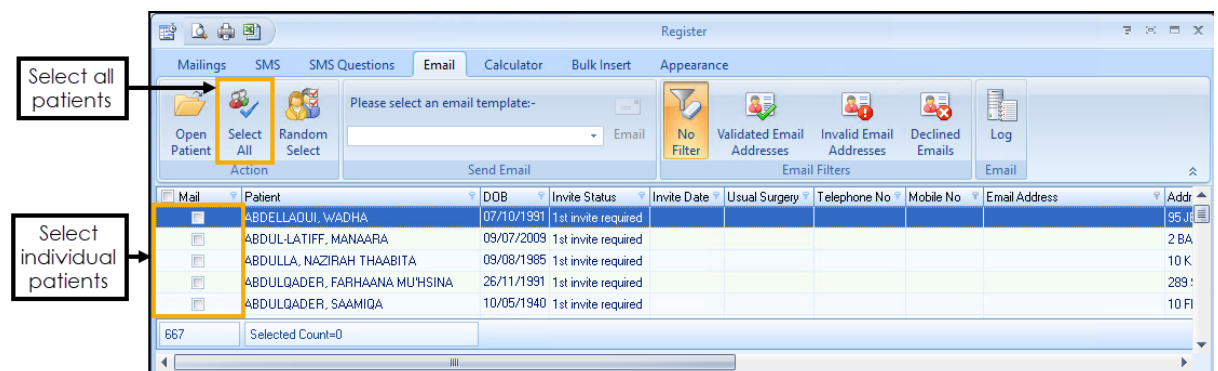 Register
Mailings SMS SMS Questions Email Calculator Bulk Insert Appearance
Select all
patients
Please select an email template:-
Open
Patient
Select
All
Random
Select
Email
No
Filter
Validated Email
Addresses
Invalid Email
Addresses
Declined
Emails
Log
Action Send Email Email Filters Email
Mail Patient DOB Invite Status Invite Date Usual Surgery Telephone No Mobile No Email Address Addr
ABDELLAOUI, WADHA 07/10/1991 1st invite required 95 JE
ABDUL-LATIFF, MANAARA 09/07/2009 1st invite required 2 BA
ABDULLA, NAZIRAH THAABITA 09/08/1985 1st invite required 10 K
ABDULQADER, FARHAANA MU'HSINA 26/11/1991 1st invite required 289
ABDULQADER, SAAMIQA 10/05/1940 1st invite required 10 Fl
Select
individual
patients
667 Selected Count=0